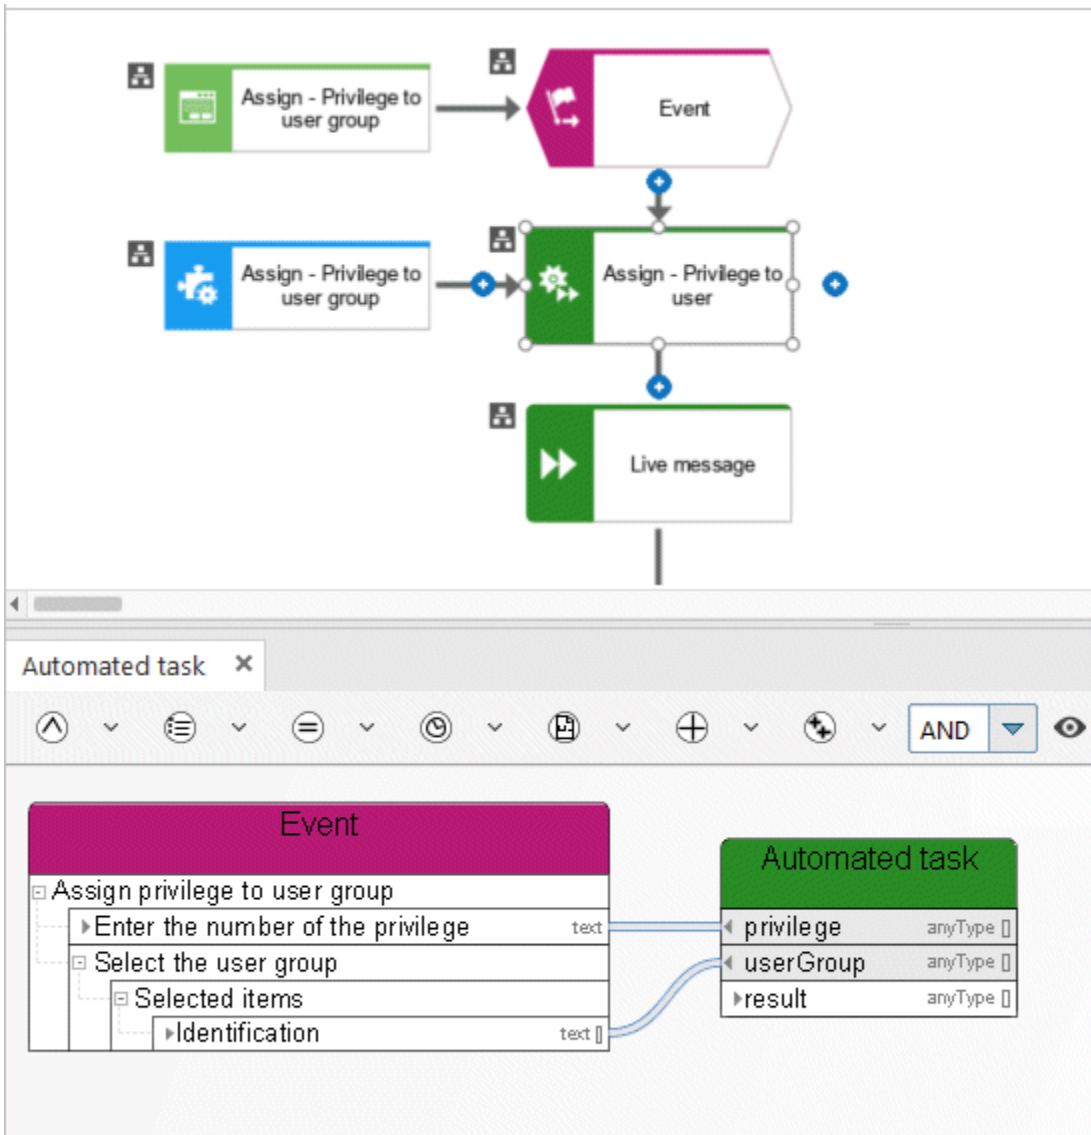 Assign - Privilege to
user group
Event
Assign - Privilege to
user group
Assign - Privilege to
user
Live message
Automated task
AND
Event
Assign privilege to user group
Enter the number of the privilege text
Select the user group
Selected items
Identification text []
Automated task
privilege anyType []
userGroup anyType []
result anyType []